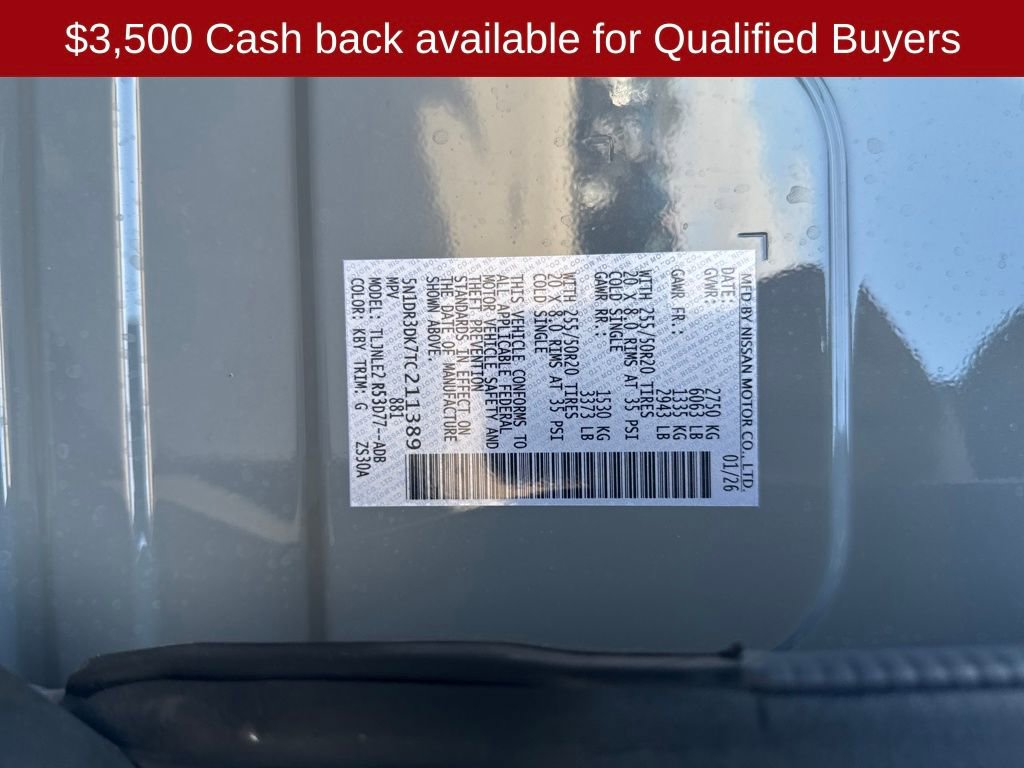 $3,500 Cash back available for Qualified Buyers
MFD BY NISSAN MOTOR CO., LTD.
DATE: 01/26
GVWR: 2750 KG
6063 LB
GAWR FR.: 1335 KG
2943 LB
WITH 255/50R20 TIRES
20 X 8.0 RIMS AT 35 PSI
COLD SINGLE
GAWR RR.: 1530 KG
3373 LB
WITH 255/50R20 TIRES
20 X 8.0 RIMS AT 35 PSI
COLD SINGLE
THIS VEHICLE CONFORMS TO
ALL APPLICABLE FEDERAL
MOTOR VEHICLE SAFETY AND
THEFT PREVENTION
STANDARDS IN EFFECT ON
THE DATE OF MANUFACTURE
SHOWN ABOVE.
5N1DR3DK7TC211389
MPV 881
MODEL: TLJNLE2 R53D77-ADB
COLOR: KBY TRIM: G ZS30A